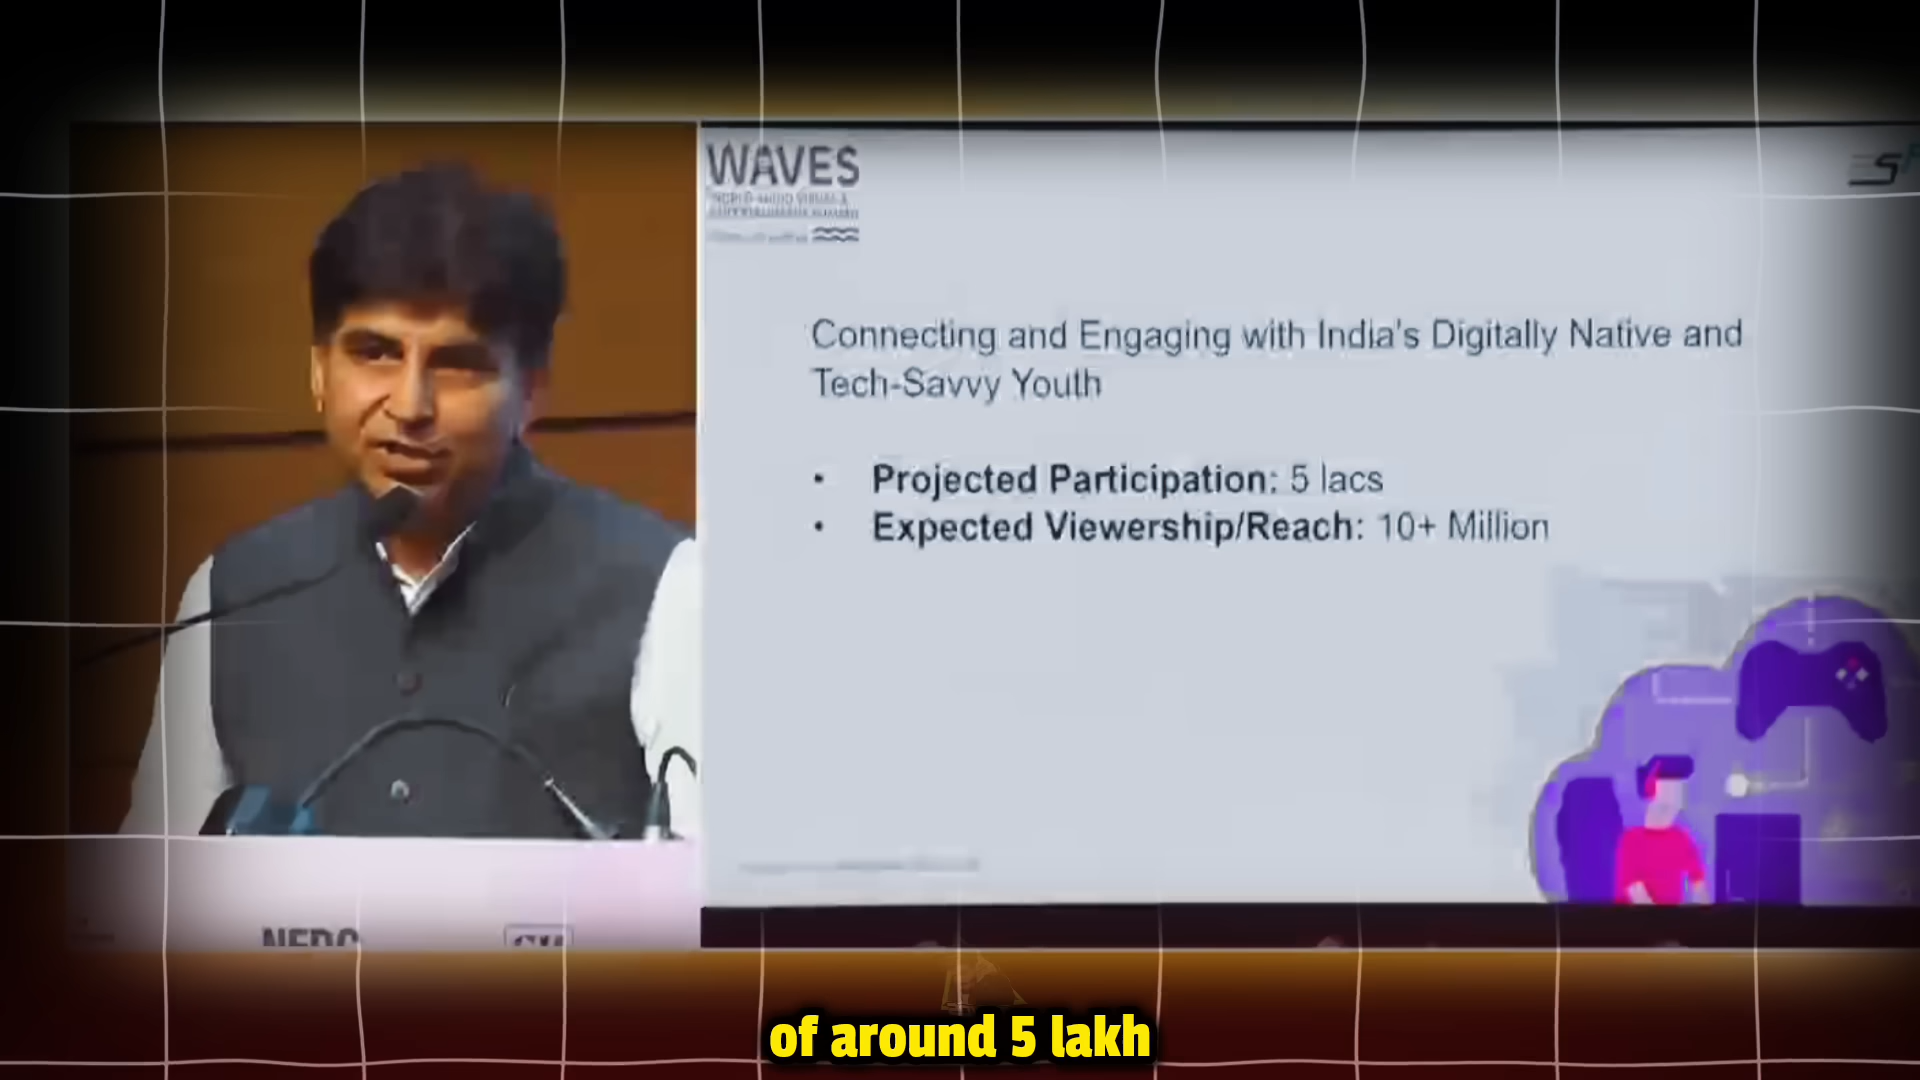 WAVES
Connecting and Engaging with India's Digitally Native and
Tech-Savvy Youth
• Projected Participation: 5 lacs
• Expected Viewership/Reach: 10+ Million
NFDC
of around 5 lakh